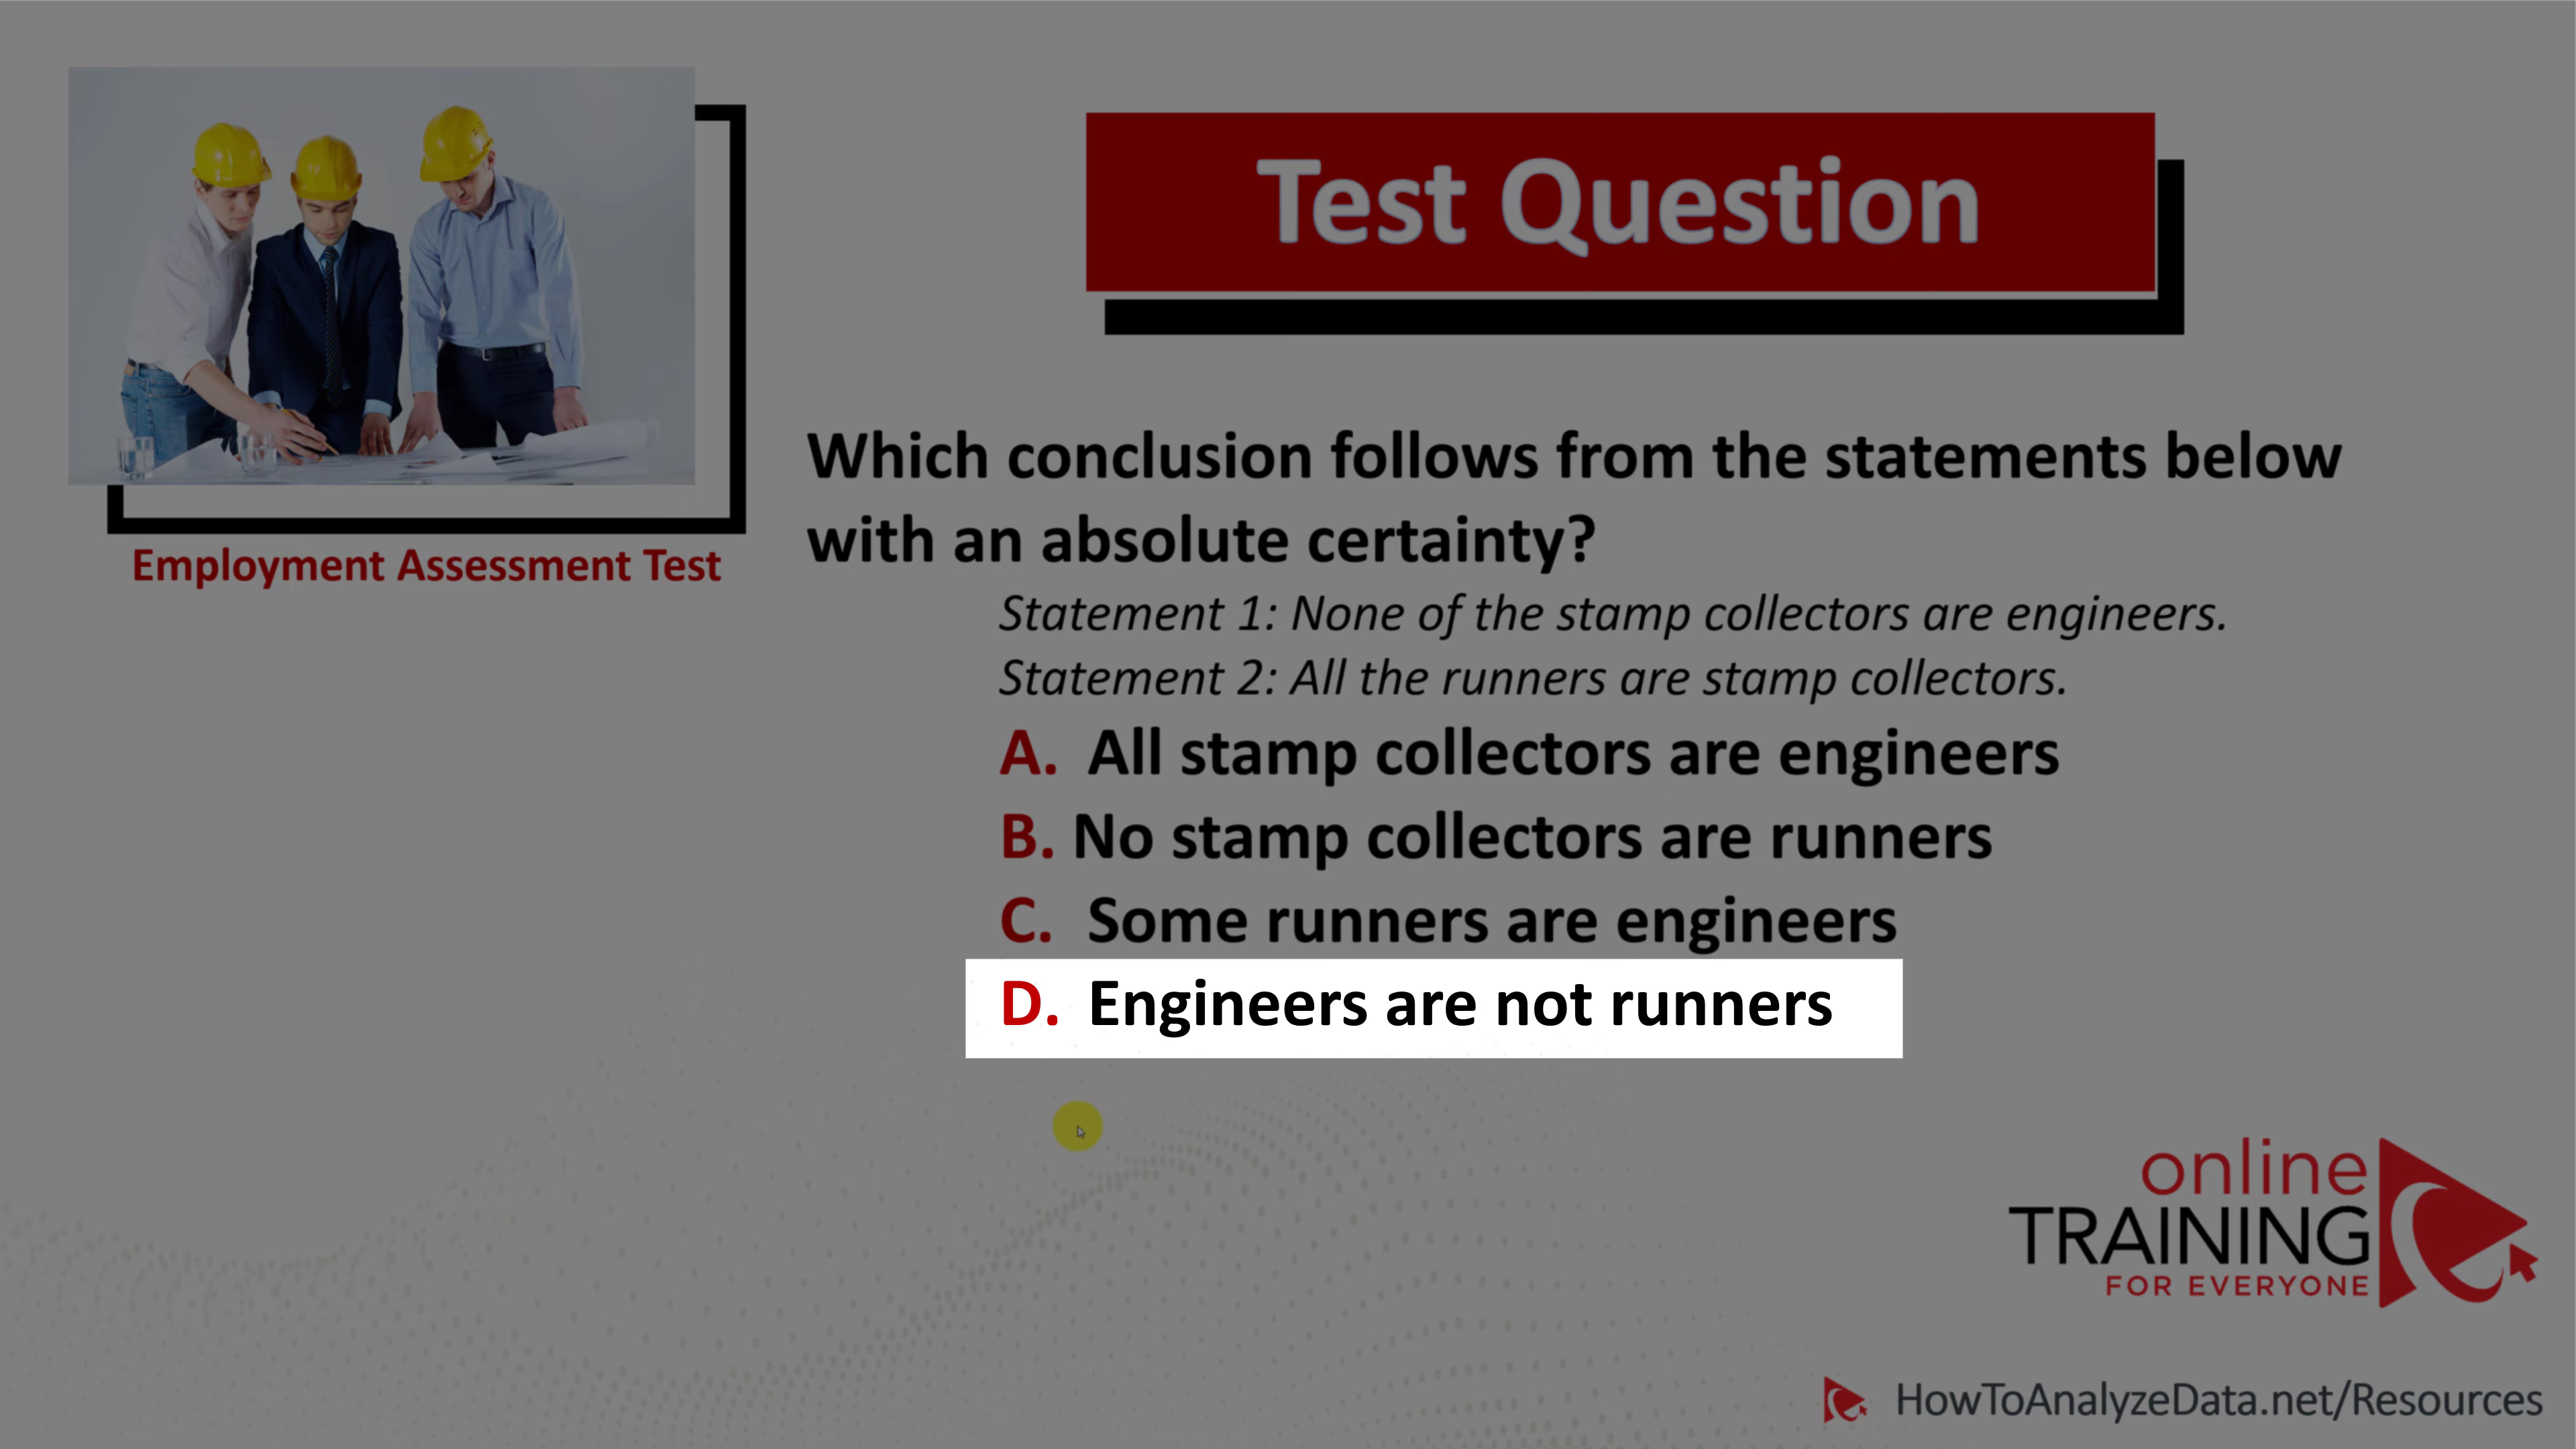 Test Question
Employment Assessment Test
Which conclusion follows from the statements below
with an absolute certainty?
Statement 1: None of the stamp collectors are engineers.
Statement 2: All the runners are stamp collectors.
A. All stamp collectors are engineers
B. No stamp collectors are runners
C. Some runners are engineers
D. Engineers are not runners
online
TRAINING
FOR EVERYONE
HowToAnalyzeData.net/Resources